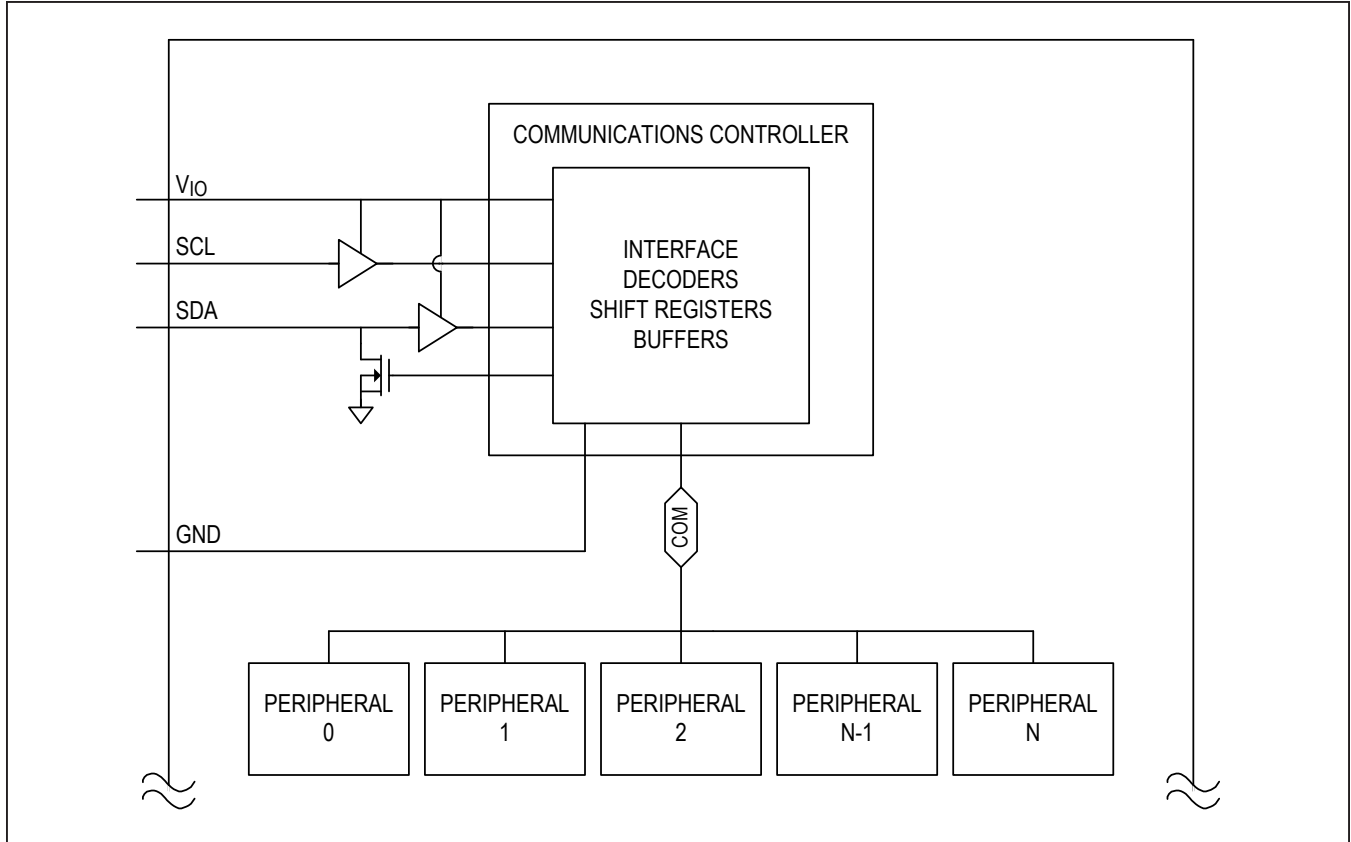 COMMUNICATIONS CONTROLLER
VIO
SCL
SDA
INTERFACE
DECODERS
SHIFT REGISTERS
BUFFERS
GND
COM
PERIPHERAL
0
PERIPHERAL
1
PERIPHERAL
2
PERIPHERAL
N-1
PERIPHERAL
N